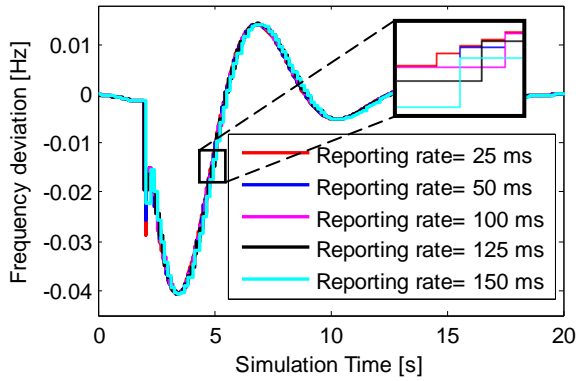 Frequency deviation [Hz]
0.01
0
-0.01
-0.02
-0.03
-0.04
Reporting rate= 25 ms
Reporting rate= 50 ms
Reporting rate= 100 ms
Reporting rate= 125 ms
Reporting rate= 150 ms
0 5 10 15 20
Simulation Time [s]